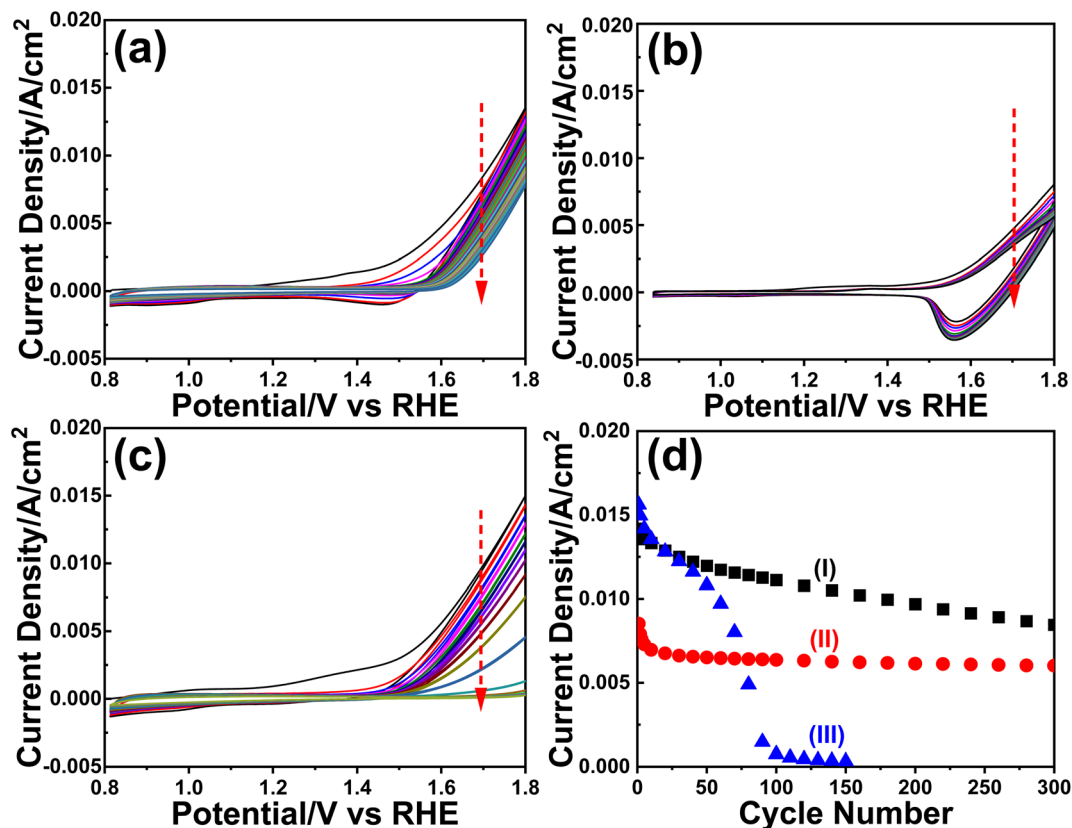 (a)
0.020
0.015
0.010
0.005
0.000
-0.005
Current Density/A/cm²
0.8 1.0 1.2 1.4 1.6 1.8
Potential/V vs RHE
(b)
0.020
0.015
0.010
0.005
0.000
-0.005
Current Density/A/cm²
0.8 1.0 1.2 1.4 1.6 1.8
Potential/V vs RHE
(c)
0.020
0.015
0.010
0.005
0.000
-0.005
Current Density/A/cm²
0.8 1.0 1.2 1.4 1.6 1.8
Potential/V vs RHE
(d)
0.020
0.015
0.010
0.005
0.000
Current Density/A/cm²
(I)
(II)
(III)
0 50 100 150 200 250 300
Cycle Number